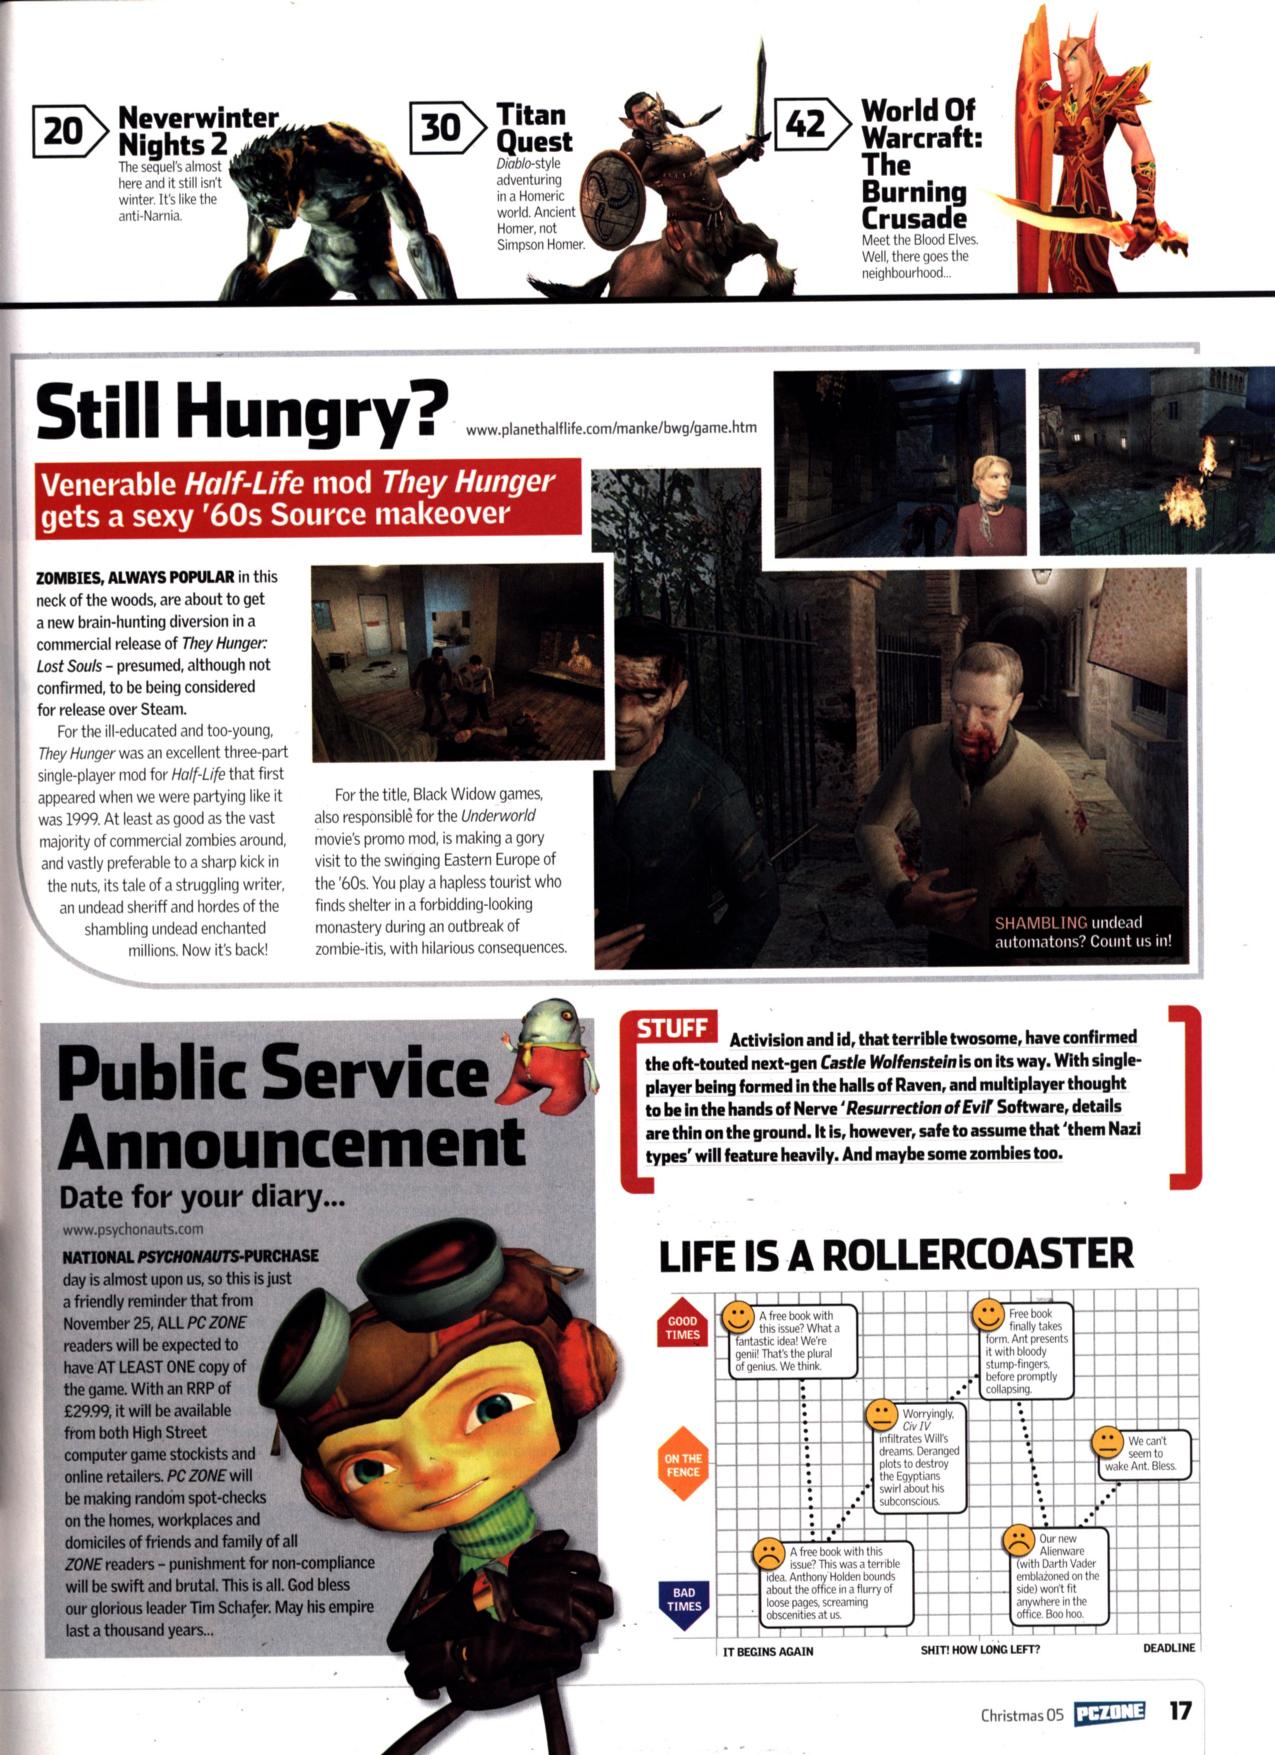 20
Neverwinter
Nights 2
The sequel's almost
here and it still isn't
winter. It's like the
anti-Narnia.
30
Titan
Quest
Diablo-style
adventuring
in a Homeric
world. Ancient
Homer, not
Simpson Homer.
42
World Of
Warcraft:
The
Burning
Crusade
Meet the Blood Elves.
Well, there goes the
neighbourhood...
Still Hungry?
www.planethalflife.com/manke/bwg/game.htm
Venerable Half-Life mod They Hunger
gets a sexy '60s Source makeover
ZOMBIES, ALWAYS POPULAR in this
neck of the woods, are about to get
a new brain-hunting diversion in a
commercial release of They Hunger:
Lost Souls – presumed, although not
confirmed, to be being considered
for release over Steam.
For the ill-educated and too-young,
They Hunger was an excellent three-part
single-player mod for Half-Life that first
appeared when we were partying like it
was 1999. At least as good as the vast
majority of commercial zombies around,
and vastly preferable to a sharp kick in
the nuts, its tale of a struggling writer,
an undead sheriff and hordes of the
shambling undead enchanted
millions. Now it's back!
For the title, Black Widow games,
also responsible for the Underworld
movie's promo mod, is making a gory
visit to the swinging Eastern Europe of
the '60s. You play a hapless tourist who
finds shelter in a forbidding-looking
monastery during an outbreak of
zombie-itis, with hilarious consequences.
SHAMBLING undead
automatons? Count us in!
Public Service
Announcement
Date for your diary...
www.psychonauts.com
NATIONAL PSYCHONAUTS-PURCHASE
day is almost upon us, so this is just
a friendly reminder that from
November 25, ALL PC ZONE
readers will be expected to
have AT LEAST ONE copy of
the game. With an RRP of
£29.99, it will be available
from both High Street
computer game stockists and
online retailers. PC ZONE will
be making random spot-checks
on the homes, workplaces and
domiciles of friends and family of all
ZONE readers – punishment for non-compliance
will be swift and brutal. This is all. God bless
our glorious leader Tim Schafer. May his empire
last a thousand years...
STUFF
Activision and id, that terrible twosome, have confirmed
the oft-touted next-gen Castle Wolfenstein is on its way. With single-
player being formed in the halls of Raven, and multiplayer thought
to be in the hands of Nerve 'Resurrection of Evil' Software, details
are thin on the ground. It is, however, safe to assume that 'them Nazi
types' will feature heavily. And maybe some zombies too.
LIFE IS A ROLLERCOASTER
GOOD
TIMES
A free book with
this issue? What a
fantastic idea! We're
genii! That's the plural
of genius. We think.
Free book
finally takes
form. Ant presents
it with bloody
stump-fingers,
before promptly
collapsing.
ON THE
FENCE
Worryingly,
Civ IV
infiltrates Will's
dreams. Deranged
plots to destroy
the Egyptians
swirl about his
subconscious.
We can't
seem to
wake Ant. Bless.
BAD
TIMES
A free book with this
issue? This was a terrible
idea. Anthony Holden bounds
about the office in a flurry of
loose pages, screaming
obscenities at us.
Our new
Alienware
(with Darth Vader
emblazoned on the
side) won't fit
anywhere in the
office. Boo hoo.
IT BEGINS AGAIN
SHIT! HOW LONG LEFT?
DEADLINE
Christmas 05 PCZONE 17